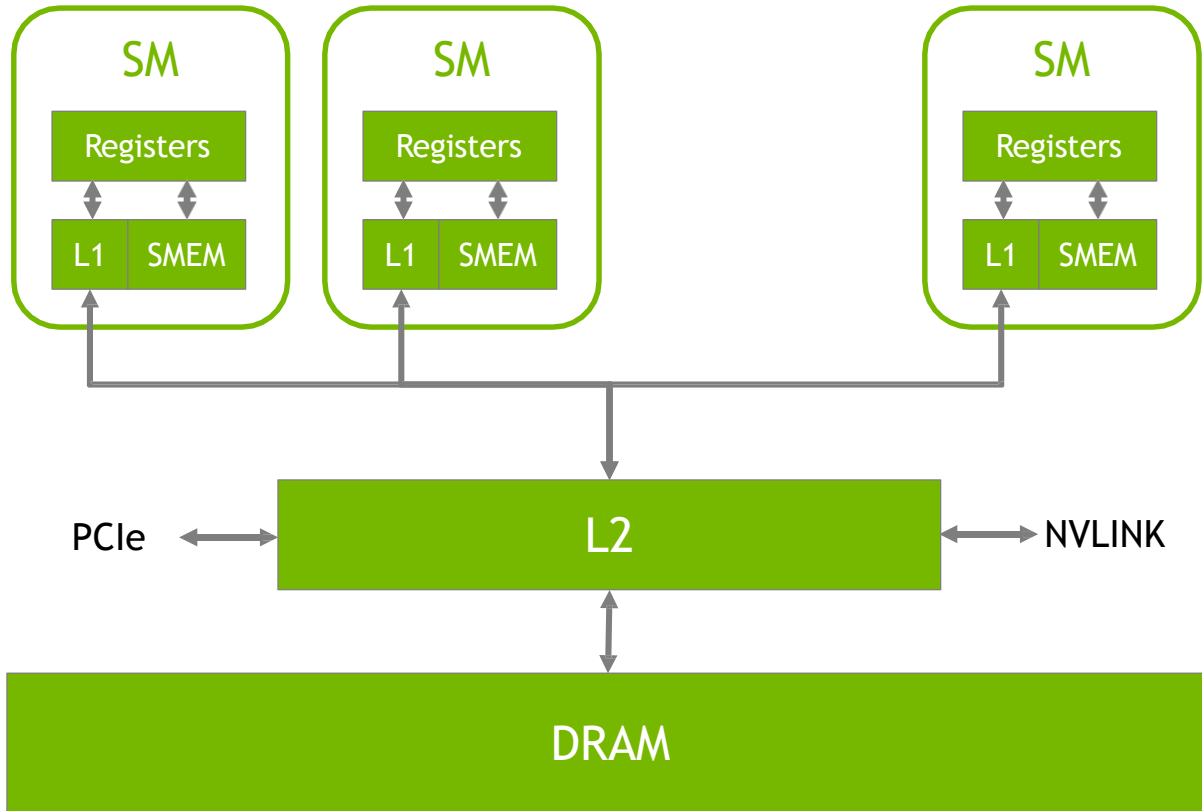 SM
Registers
L1 SMEM
SM
Registers
L1 SMEM
SM
Registers
L1 SMEM
PCIe
L2
NVLINK
DRAM